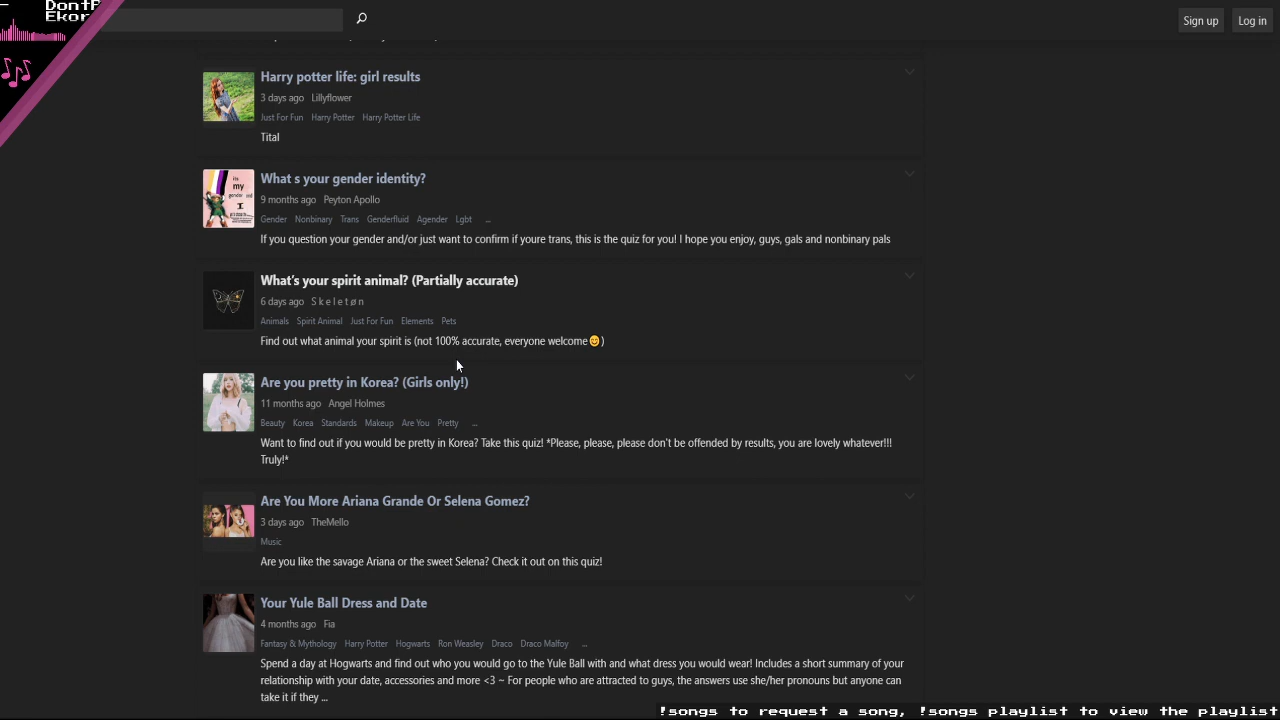 DontP
Ekor
Sign up
Log in
Harry potter life: girl results
3 days ago Lillyflower
Just For Fun Harry Potter Harry Potter Life
Tital
What s your gender identity?
9 months ago Peyton Apollo
Gender Nonbinary Trans Genderfluid Agender Lgbt ...
If you question your gender and/or just want to confirm if youre trans, this is the quiz for you! I hope you enjoy, guys, gals and nonbinary pals
What's your spirit animal? (Partially accurate)
6 days ago S k e l e t ø n
Animals Spirit Animal Just For Fun Elements Pets
Find out what animal your spirit is (not 100% accurate, everyone welcome😊)
Are you pretty in Korea? (Girls only!)
11 months ago Angel Holmes
Beauty Korea Standards Makeup Are You Pretty ...
Want to find out if you would be pretty in Korea? Take this quiz! *Please, please, please don't be offended by results, you are lovely whatever!!!
Truly!*
Are You More Ariana Grande Or Selena Gomez?
3 days ago TheMello
Music
Are you like the savage Ariana or the sweet Selena? Check it out on this quiz!
Your Yule Ball Dress and Date
4 months ago Fia
Fantasy & Mythology Harry Potter Hogwarts Ron Weasley Draco Draco Malfoy ...
Spend a day at Hogwarts and find out who you would go to the Yule Ball with and what dress you would wear! Includes a short summary of your
relationship with your date, accessories and more <3 ~ For people who are attracted to guys, the answers use she/her pronouns but anyone can
take it if they ...
!songs to request a song, !songs playlist to view the playlist